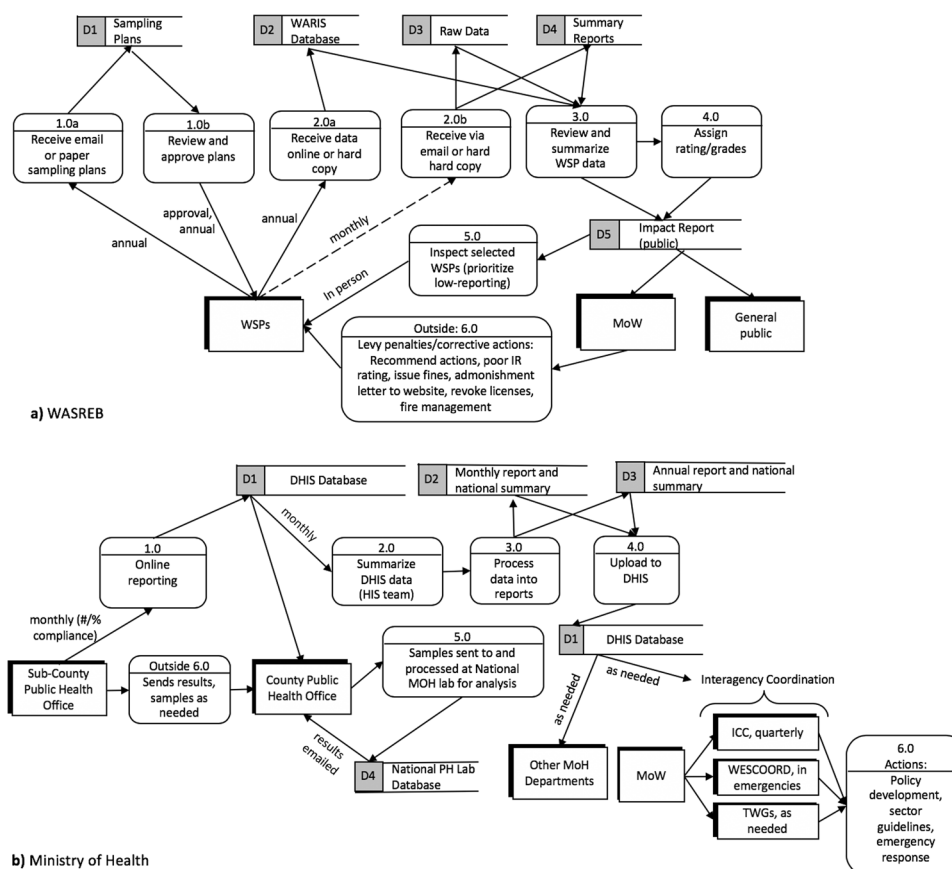 D1
Sampling
Plans
D2
WARIS
Database
D3
Raw Data
D4
Summary
Reports
1.0a
Receive email
or paper
sampling plans
1.0b
Review and
approve plans
2.0a
Receive data
online or hard
copy
2.0b
Receive via
email or hard
hard copy
3.0
Review and
summarize
WSP data
4.0
Assign
rating/grades
annual
approval,
annual
annual
monthly
In person
5.0
Inspect selected
WSPs (prioritize
low-reporting)
D5
Impact Report
(public)
WSPs
MoW
General
public
Outside: 6.0
Levy penalties/corrective actions:
Recommend actions, poor IR
rating, issue fines, admonishment
letter to website, revoke licenses,
fire management
a) WASREB
D1
DHIS Database
D2
Monthly report and
national summary
D3
Annual report and national
summary
monthly
1.0
Online
reporting
2.0
Summarize
DHIS data
(HIS team)
3.0
Process
data into
reports
4.0
Upload to
DHIS
monthly (#/%
compliance)
Sub-County
Public Health
Office
Outside 6.0
Sends results,
samples as
needed
County Public
Health Office
5.0
Samples sent to and
processed at National
MOH lab for analysis
results
emailed
D4
National PH Lab
Database
D1
DHIS Database
as needed
as needed
Interagency Coordination
Other MoH
Departments
MoW
ICC, quarterly
WESCOORD, in
emergencies
TWGs, as
needed
6.0
Actions:
Policy
development,
sector
guidelines,
emergency
response
b) Ministry of Health